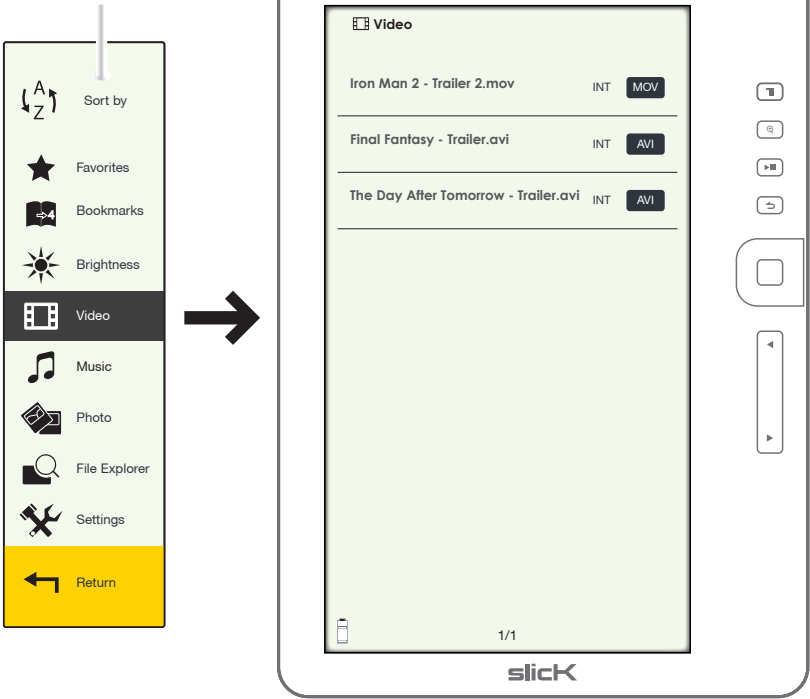 A
Z
Sort by
Favorites
4
Bookmarks
Brightness
Video
Music
Photo
File Explorer
Settings
Return
Video
Iron Man 2 - Trailer 2.mov INT MOV
Final Fantasy - Trailer.avi INT AVI
The Day After Tomorrow - Trailer.avi INT AVI
1/1
slicK